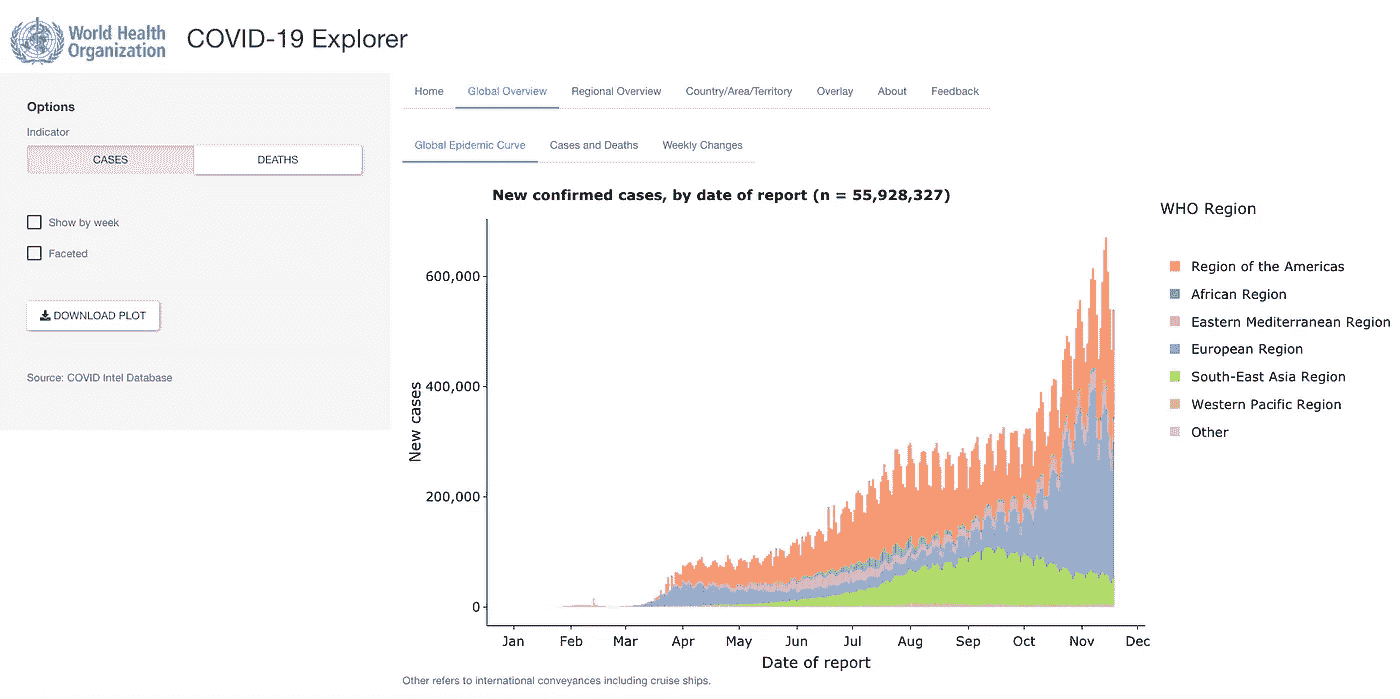 World Health
Organization
COVID-19 Explorer
Options
Indicator
CASES
DEATHS
Show by week
Faceted
DOWNLOAD PLOT
Source: COVID Intel Database
Home
Global Overview
Regional Overview
Country/Area/Territory
Overlay
About
Feedback
Global Epidemic Curve
Cases and Deaths
Weekly Changes
New confirmed cases, by date of report (n = 55,928,327)
New cases
600,000
400,000
200,000
0
Jan
Feb
Mar
Apr
May
Jun
Jul
Aug
Sep
Oct
Nov
Dec
Date of report
WHO Region
Region of the Americas
African Region
Eastern Mediterranean Region
European Region
South-East Asia Region
Western Pacific Region
Other
Other refers to international conveyances including cruise ships.